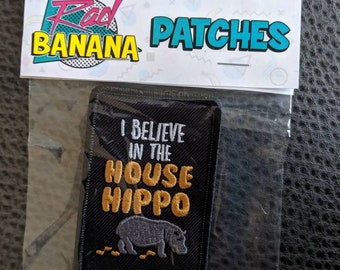 Rad
BANANA
PATCHES
I BELIEVE
IN THE
HOUSE
HIPPO